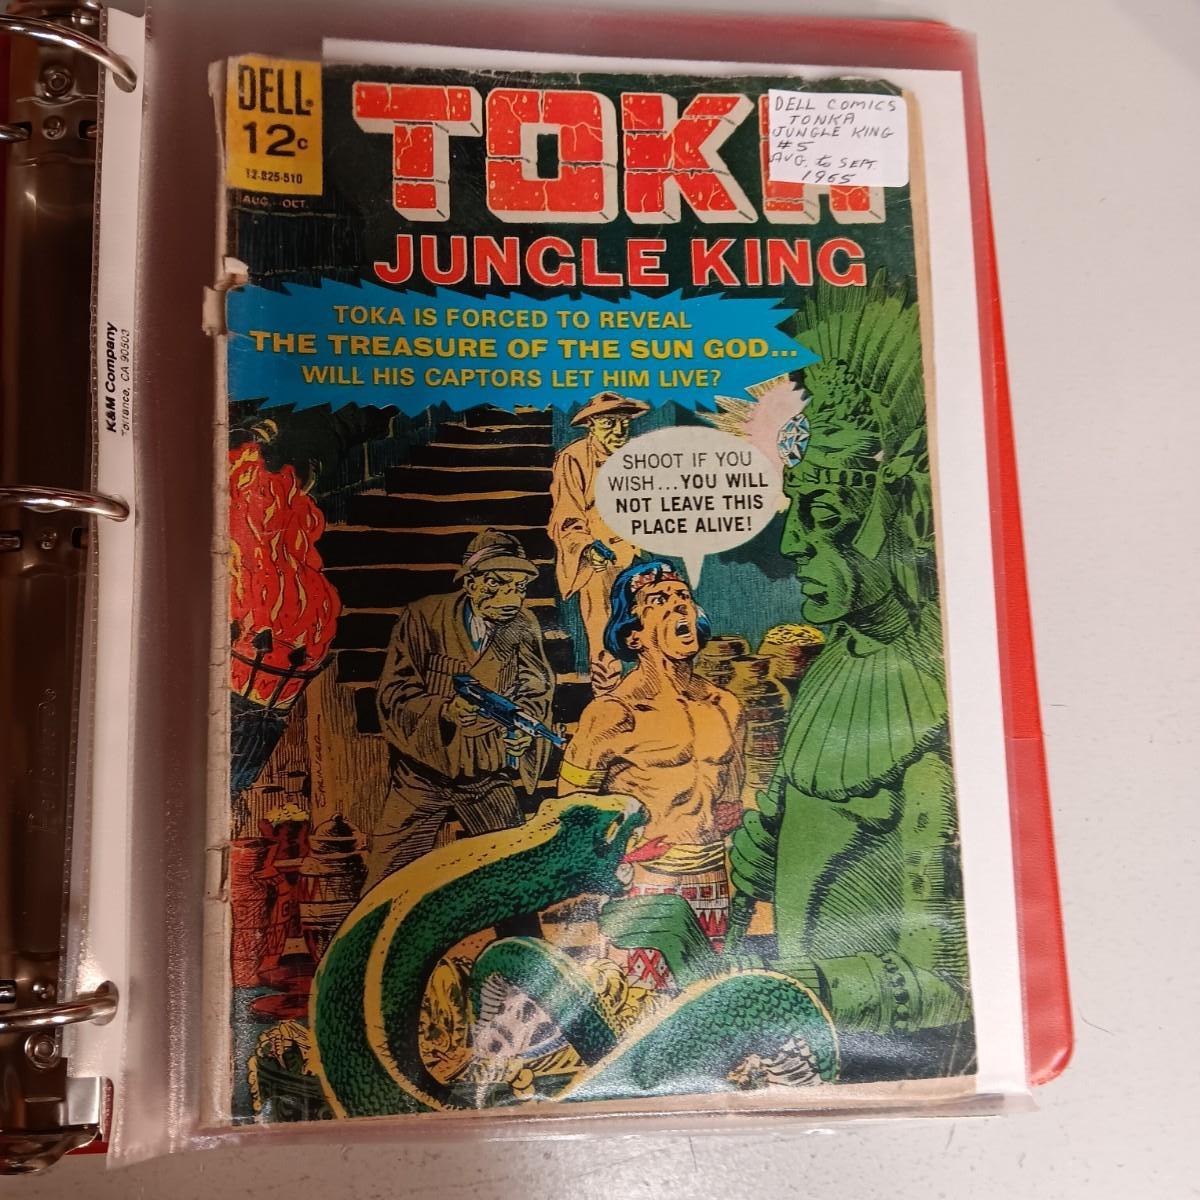 DELL
12c
12-825-510
AUG.-OCT.
TOKA
JUNGLE KING
DELL COMICS
TONKA
JUNGLE KING
#5
AUG. to SEPT.
1965
TOKA IS FORCED TO REVEAL
THE TREASURE OF THE SUN GOD...
WILL HIS CAPTORS LET HIM LIVE?
SHOOT IF YOU
WISH...YOU WILL
NOT LEAVE THIS
PLACE ALIVE!
K&M Company
Torrance, CA 90503